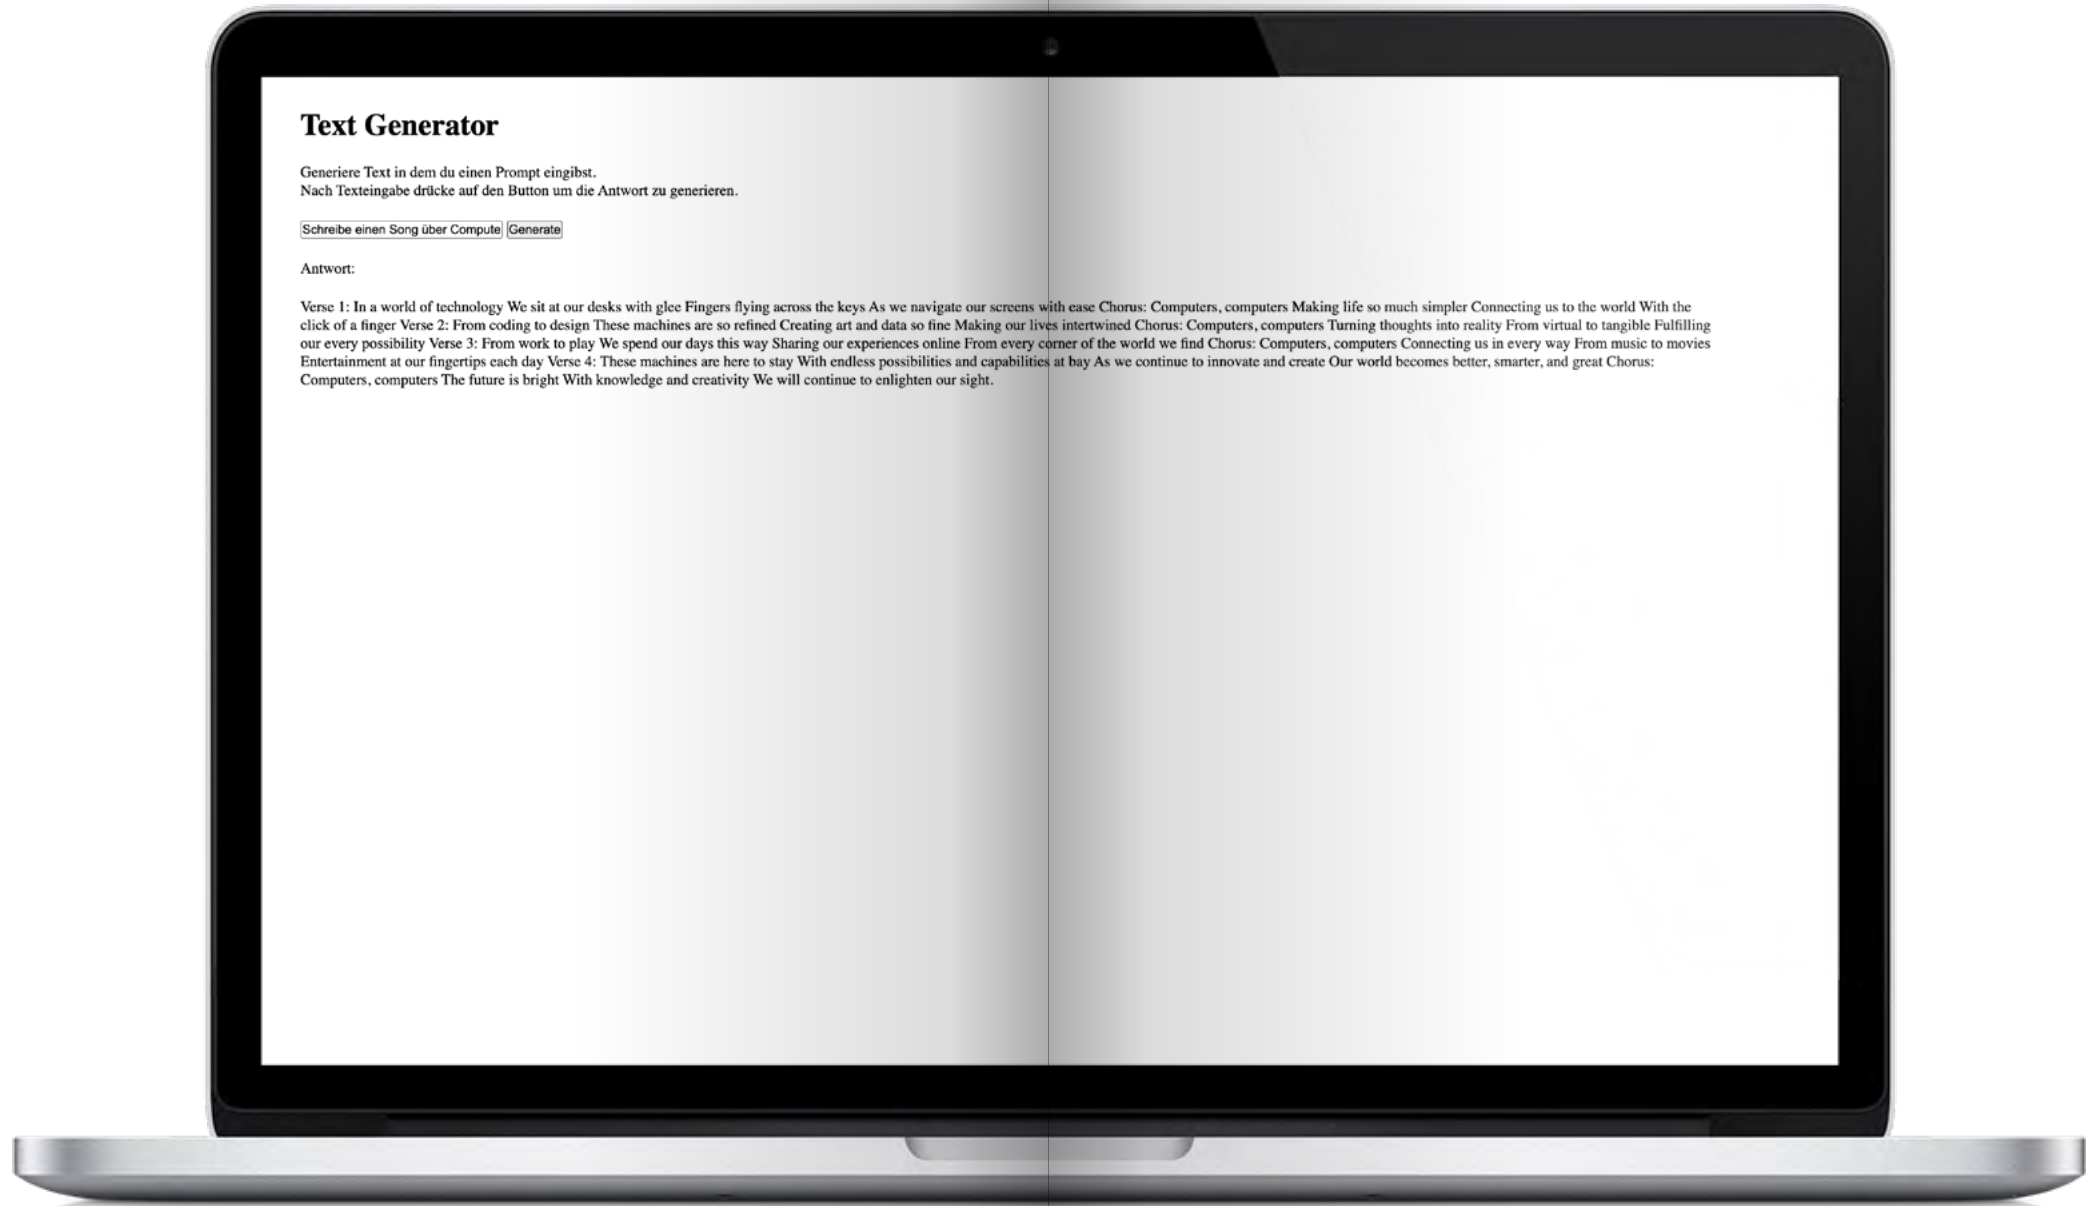 Text Generator
Generiere Text in dem du einen Prompt eingibst.
Nach Texteingabe drücke auf den Button um die Antwort zu generieren.
Schreibe einen Song über Compute Generate
Antwort:
Verse 1: In a world of technology We sit at our desks with glee Fingers flying across the keys As we navigate our screens with ease Chorus: Computers, computers Making life so much simpler Connecting us to the world With the
click of a finger Verse 2: From coding to design These machines are so refined Creating art and data so fine Making our lives intertwined Chorus: Computers, computers Turning thoughts into reality From virtual to tangible Fulfilling
our every possibility Verse 3: From work to play We spend our days this way Sharing our experiences online From every corner of the world we find Chorus: Computers, computers Connecting us in every way From music to movies
Entertainment at our fingertips each day Verse 4: These machines are here to stay With endless possibilities and capabilities at bay As we continue to innovate and create Our world becomes better, smarter, and great Chorus:
Computers, computers The future is bright With knowledge and creativity We will continue to enlighten our sight.